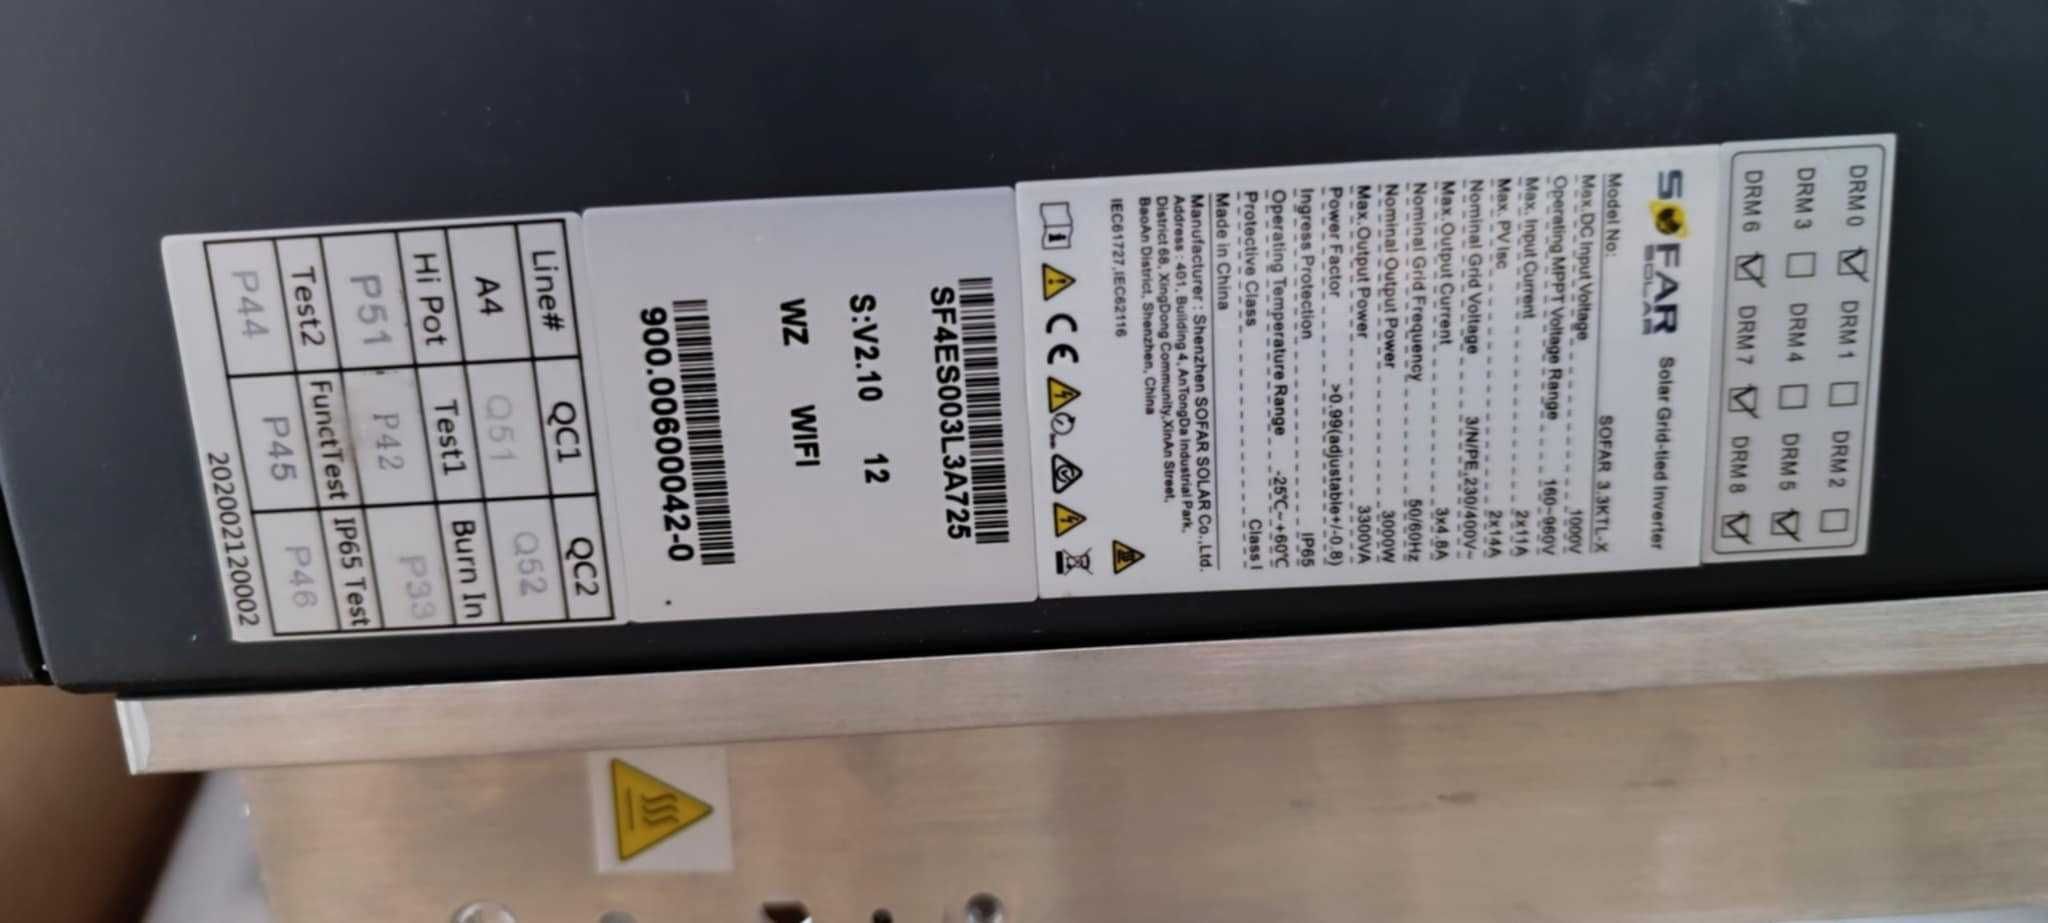 DRM 0 DRM 1 DRM 2
DRM 3 DRM 4 DRM 5
DRM 6 DRM 7 DRM 8
SOFAR
SOLAR
Solar Grid-tied Inverter
Model No: SOFAR 3.3KTL-X
Max.DC Input Voltage 1000V
Operating MPPT Voltage Range 160~960V
Max. Input Current 2x11A
Max. PV Isc 2x14A
Nominal Grid Voltage 3/N/PE,230/400V~
Max. Output Current 3x4.8A
Nominal Grid Frequency 50/60Hz
Nominal Output Power 3000W
Max.Output Power 3300VA
Power Factor >0.99(adjustable+/-0.8)
Ingress Protection IP65
Operating Temperature Range -25℃~+60℃
Protective Class Class I
Made in China
Manufacturer : Shenzhen SOFAR SOLAR Co.,Ltd.
Address : 401, Building 4, AnTongDa Industrial Park,
District 68, XingDong Community,XinAn Street,
BaoAn District, Shenzhen, China
IEC61727,IEC62116
CE
SF4ES003L3A725
S:V2.10 12
WZ WIFI
900.00600042-0
Line# QC1 QC2
A4 Q51 Q52
Hi Pot Test1 Burn In
P51 P42 P33
Test2 FunctTest IP65 Test
P44 P45 P46
202002120002